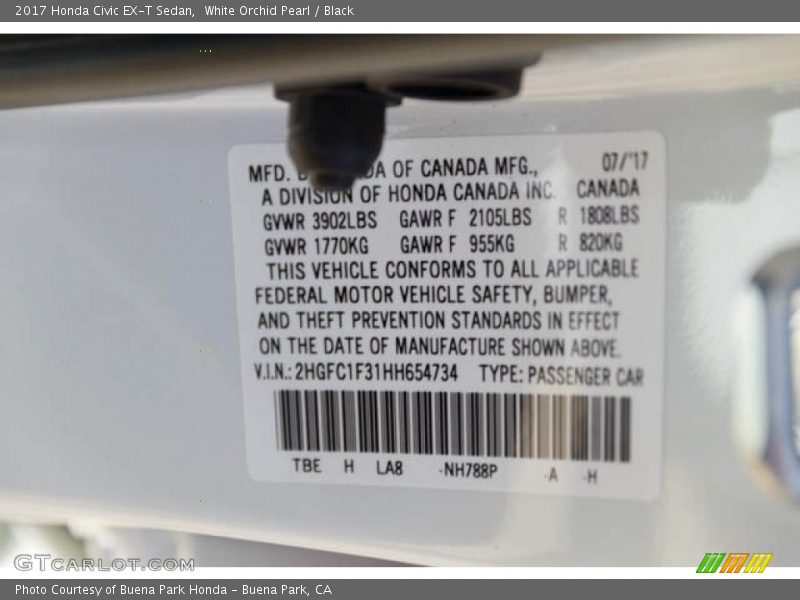 2017 Honda Civic EX-T Sedan,  White Orchid Pearl / Black
MFD. DA OF CANADA MFG., 07/'17
A DIVISION OF HONDA CANADA INC. CANADA
GVWR 3902LBS GAWR F 2105LBS R 1808LBS
GVWR 1770KG GAWR F 955KG R 820KG
THIS VEHICLE CONFORMS TO ALL APPLICABLE
FEDERAL MOTOR VEHICLE SAFETY, BUMPER,
AND THEFT PREVENTION STANDARDS IN EFFECT
ON THE DATE OF MANUFACTURE SHOWN ABOVE.
V.I.N.: 2HGFC1F31HH654734 TYPE: PASSENGER CAR
TBE H LA8 -NH788P -A -H
GTCARLOT.COM
Photo Courtesy of Buena Park Honda - Buena Park, CA